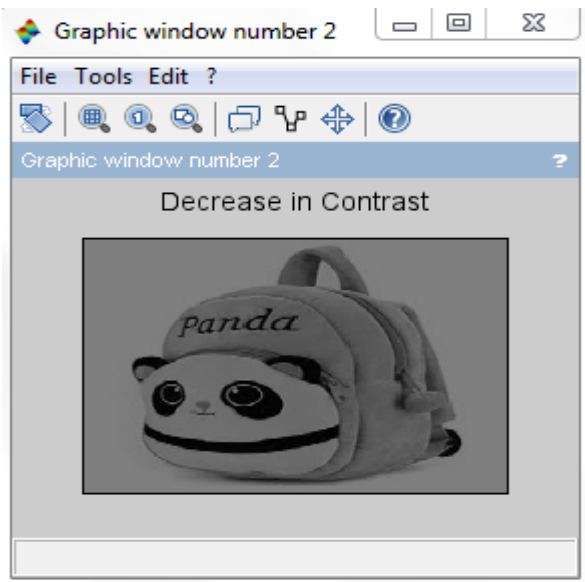 Graphic window number 2
File Tools Edit ?
Graphic window number 2 ?
Decrease in Contrast
Panda